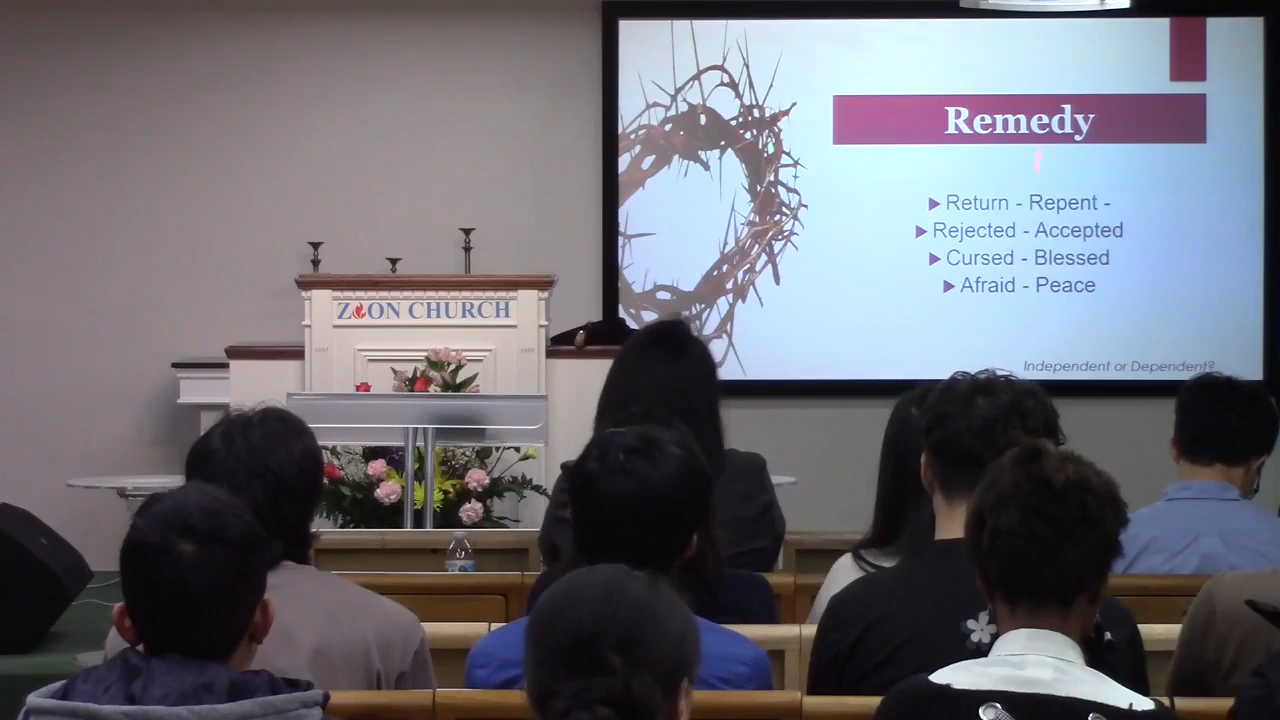 Remedy
Return - Repent -
Rejected - Accepted
Cursed - Blessed
Afraid - Peace
Independent or Dependent?
ZION CHURCH